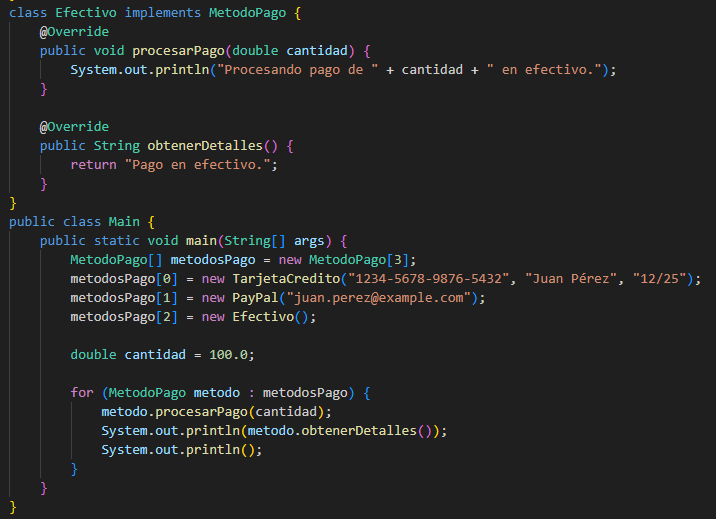 class Efectivo implements MetodoPago {
    @Override
    public void procesarPago(double cantidad) {
        System.out.println("Procesando pago de " + cantidad + " en efectivo.");
    }

    @Override
    public String obtenerDetalles() {
        return "Pago en efectivo.";
    }
}
public class Main {
    public static void main(String[] args) {
        MetodoPago[] metodosPago = new MetodoPago[3];
        metodosPago[0] = new TarjetaCredito("1234-5678-9876-5432", "Juan Pérez", "12/25");
        metodosPago[1] = new PayPal("juan.perez@example.com");
        metodosPago[2] = new Efectivo();

        double cantidad = 100.0;

        for (MetodoPago metodo : metodosPago) {
            metodo.procesarPago(cantidad);
            System.out.println(metodo.obtenerDetalles());
            System.out.println();
        }
    }
}